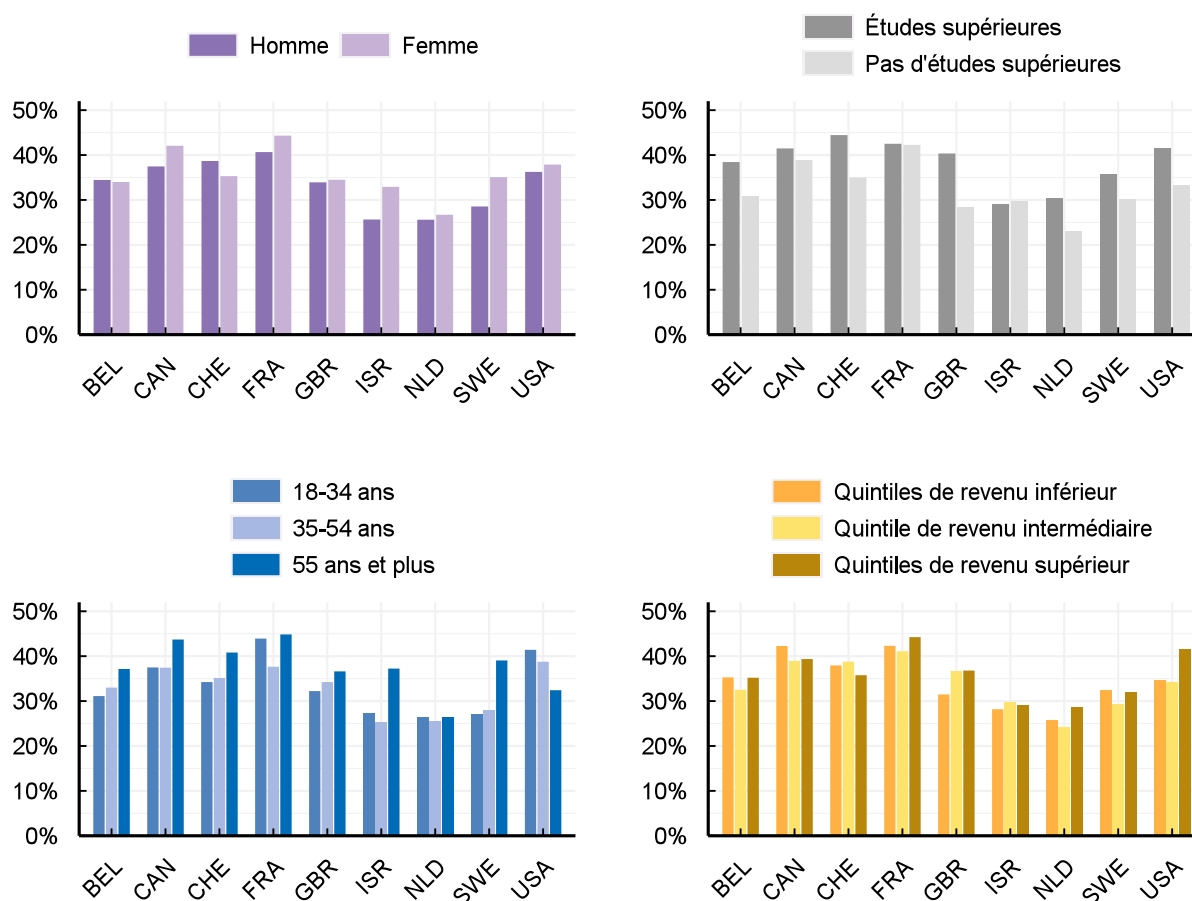 Homme Femme
50%
40%
30%
20%
10%
0%
BEL CAN CHE FRA GBR ISR NLD SWE USA
Études supérieures
Pas d'études supérieures
50%
40%
30%
20%
10%
0%
BEL CAN CHE FRA GBR ISR NLD SWE USA
18-34 ans
35-54 ans
55 ans et plus
50%
40%
30%
20%
10%
0%
BEL CAN CHE FRA GBR ISR NLD SWE USA
Quintiles de revenu inférieur
Quintile de revenu intermédiaire
Quintiles de revenu supérieur
50%
40%
30%
20%
10%
0%
BEL CAN CHE FRA GBR ISR NLD SWE USA